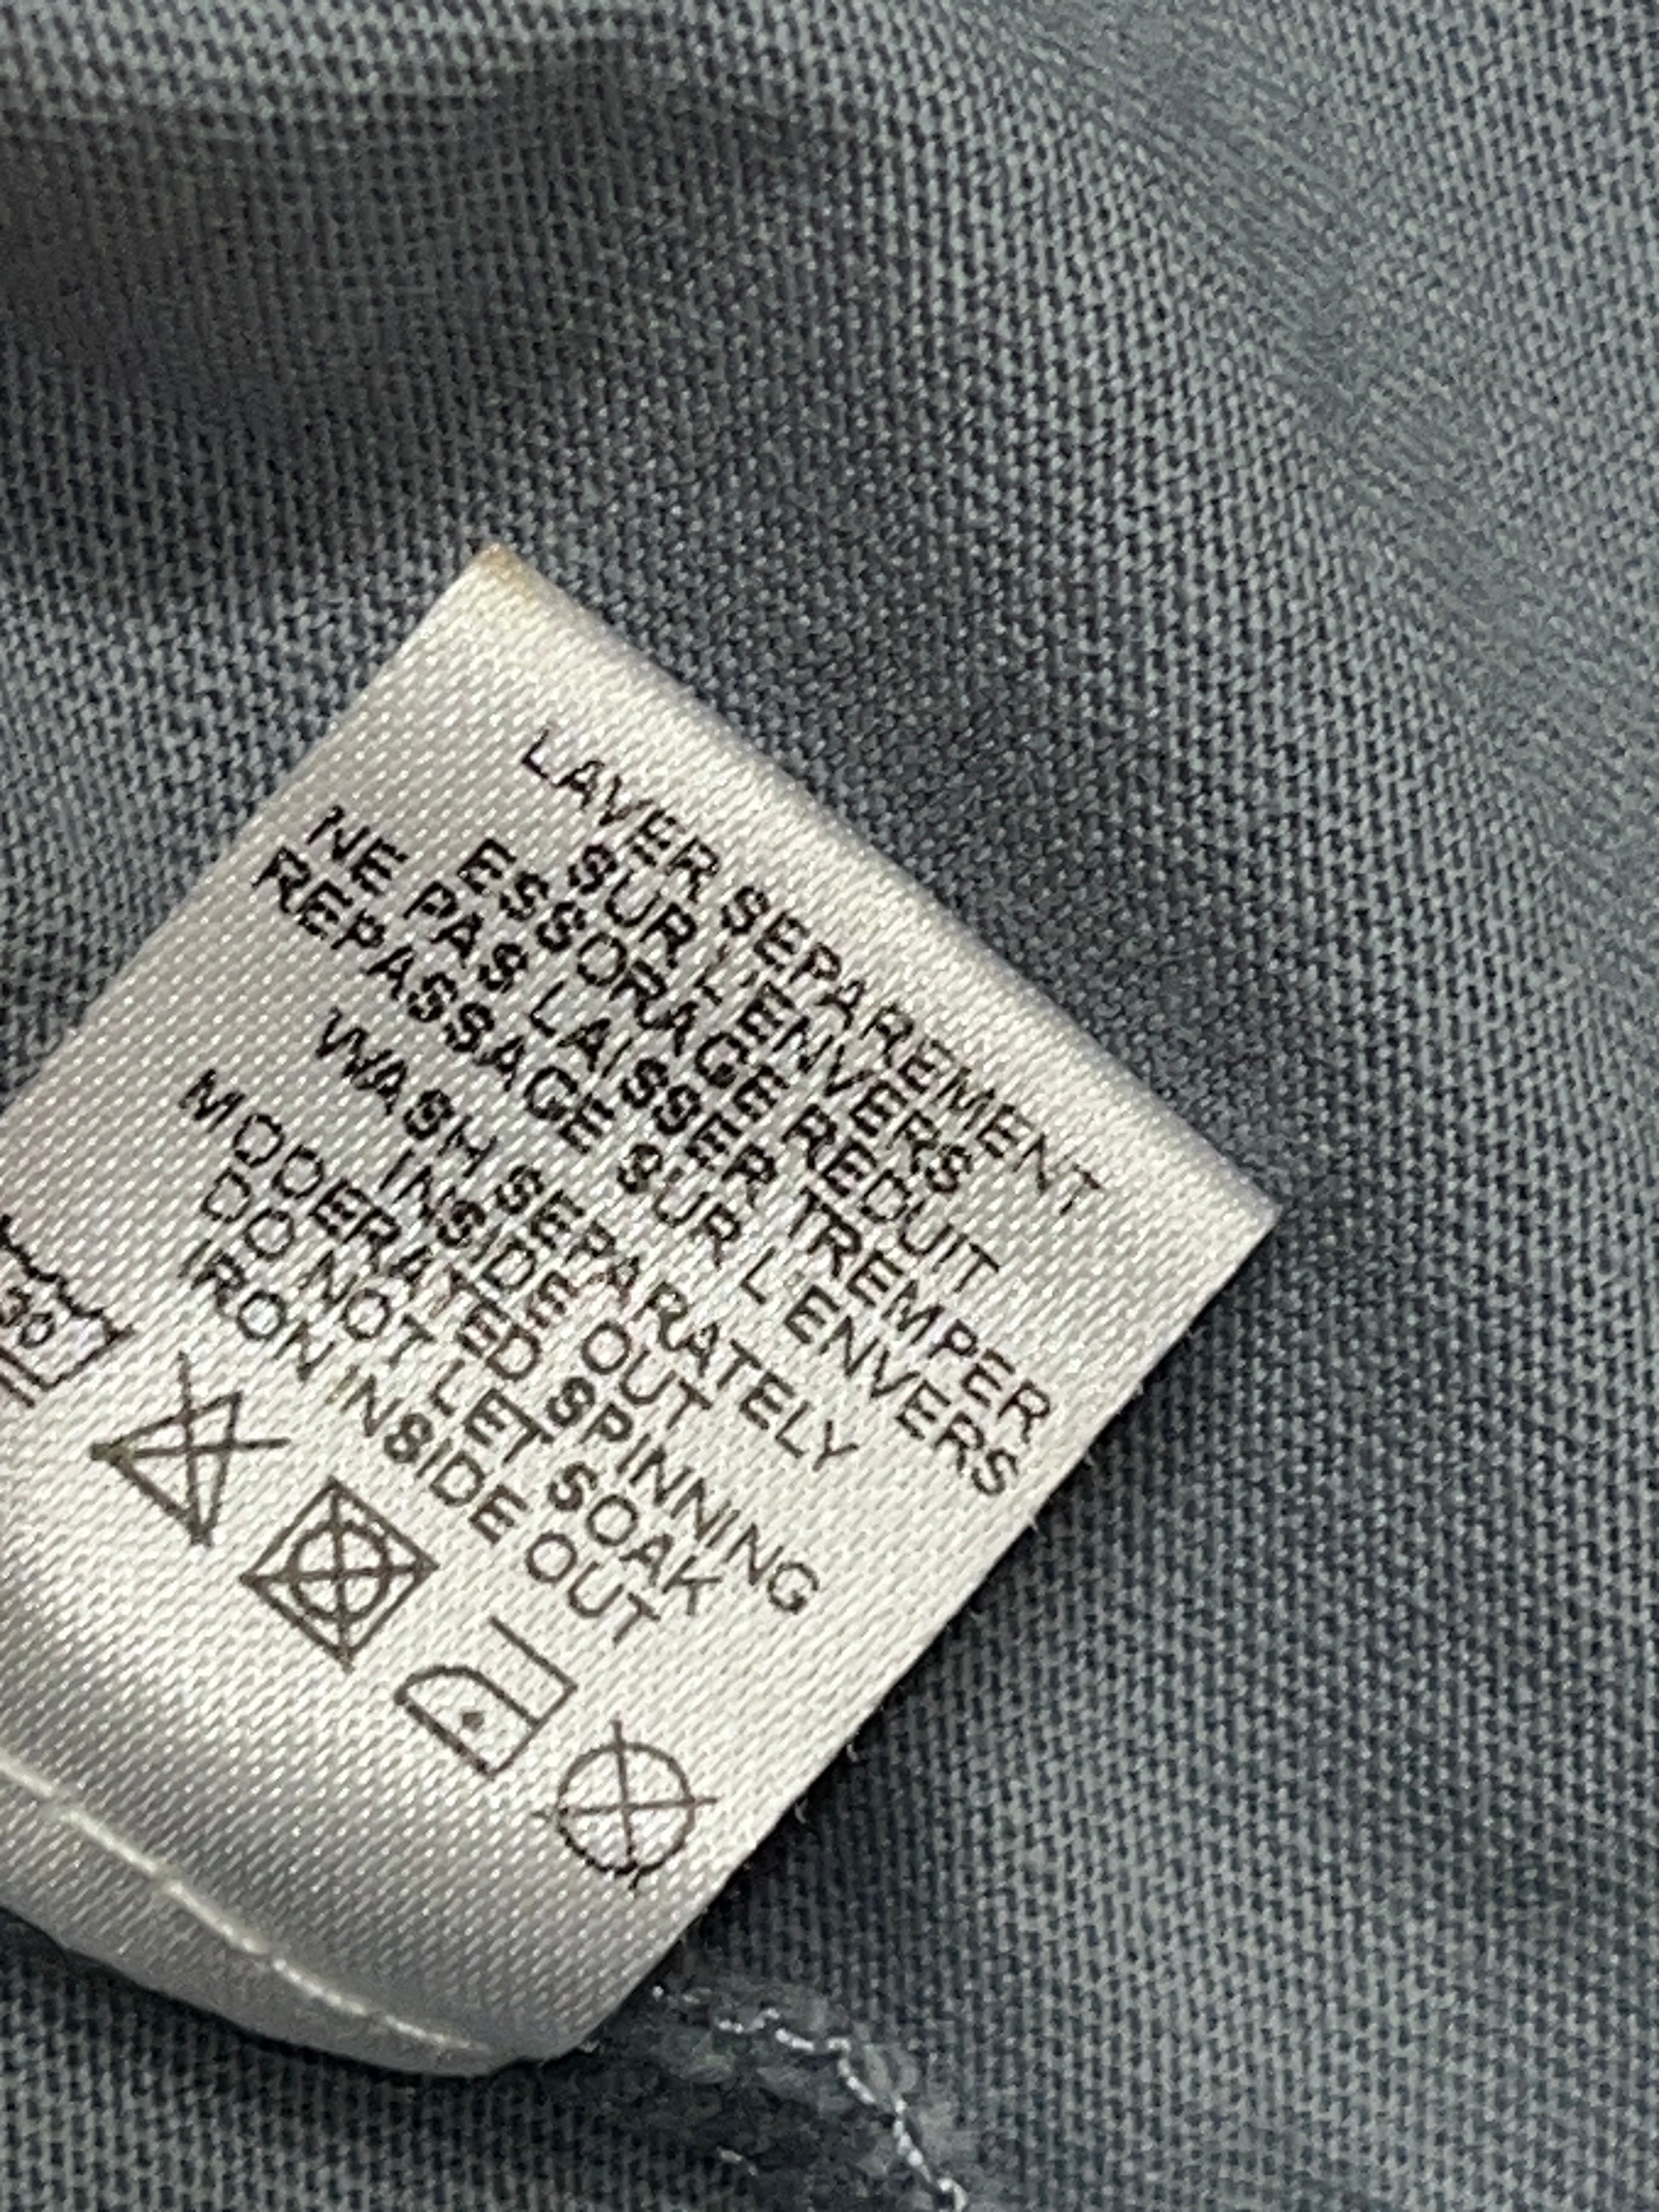 LAVER SEPAREMENT
SUR L'ENVERS
ESSORAGE REDUIT
NE PAS LAISSER TREMPER
REPASSAGE SUR L'ENVERS
WASH SEPARATELY
INSIDE OUT
MODERATED SPINNING
DO NOT LET SOAK
IRON INSIDE OUT
30